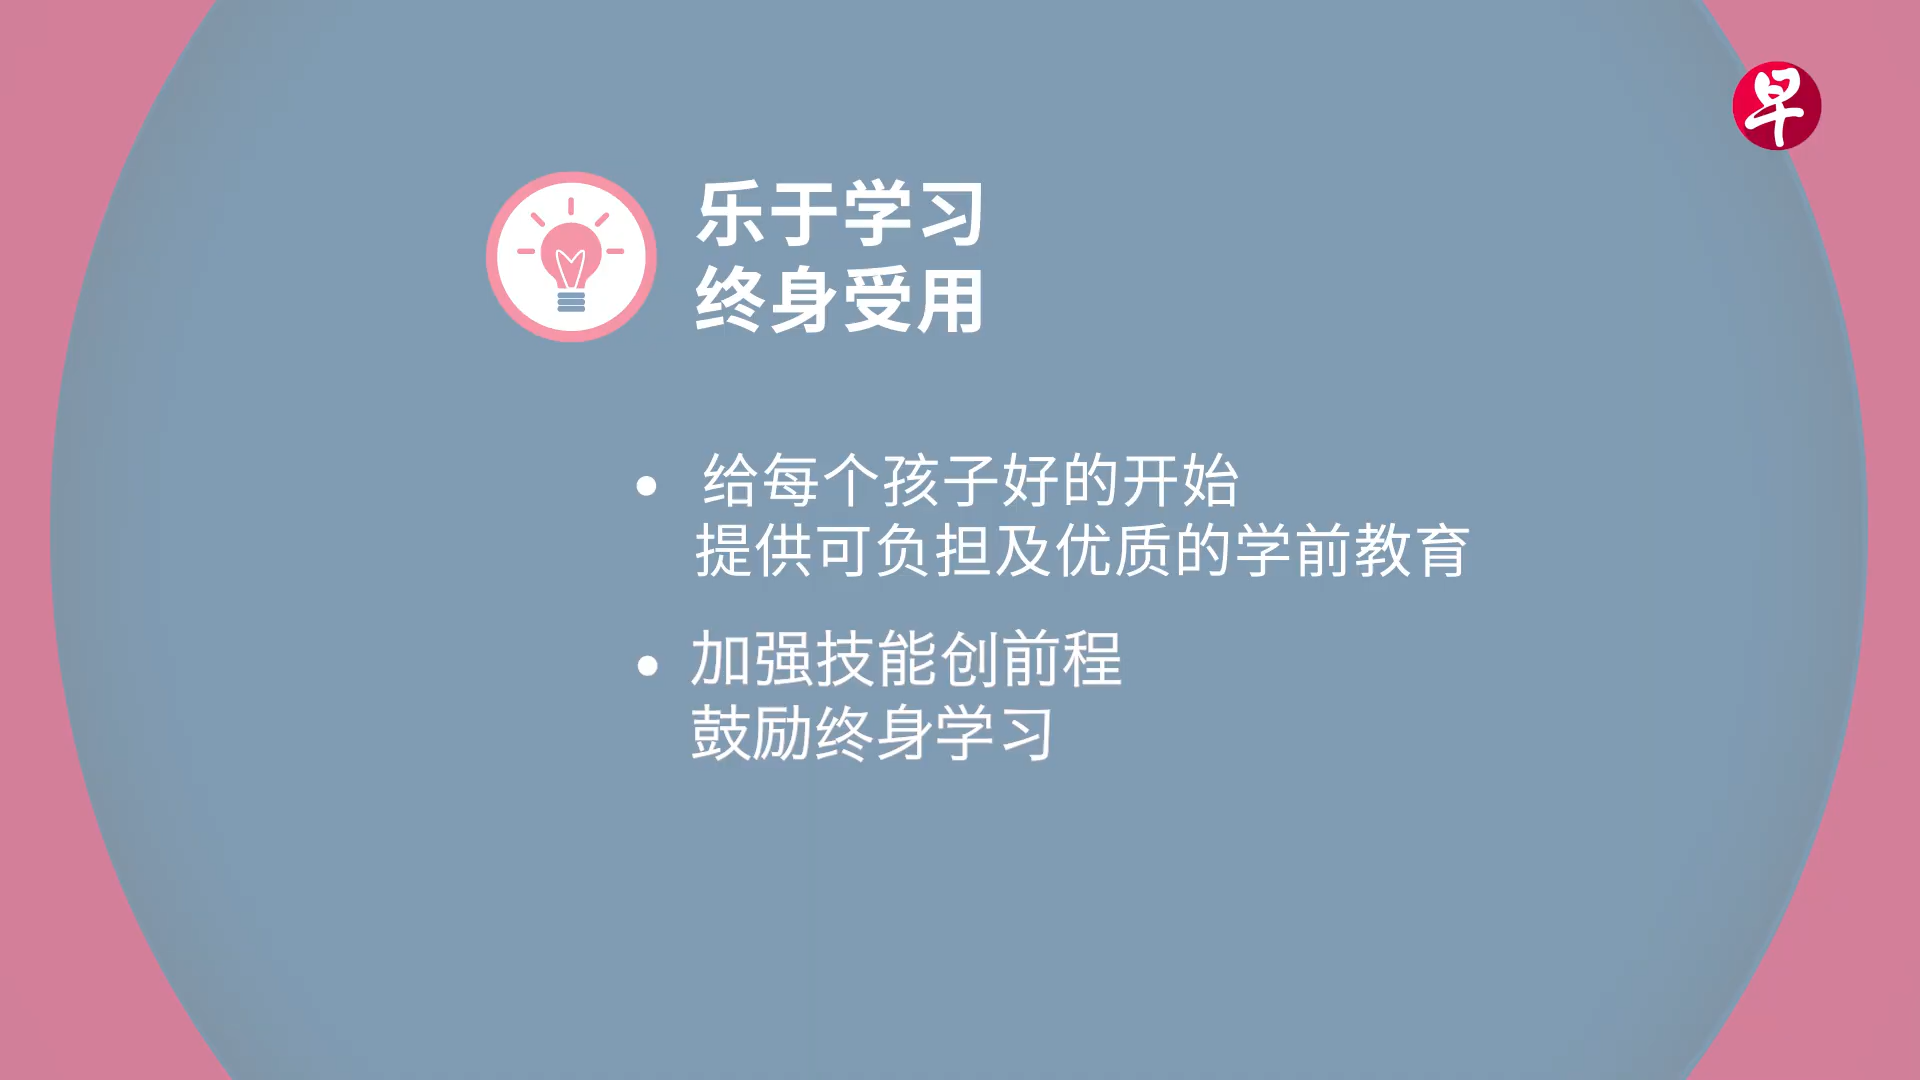 早
乐于学习
终身受用
• 给每个孩子好的开始
提供可负担及优质的学前教育
• 加强技能创前程
鼓励终身学习